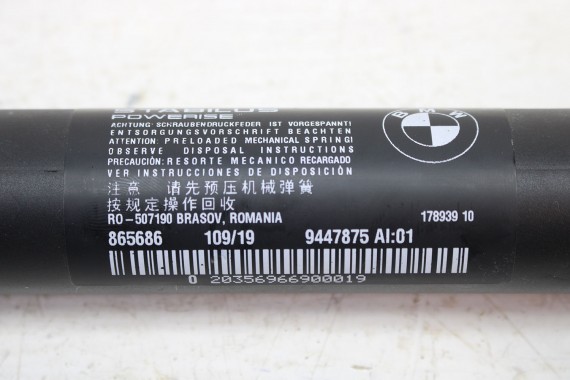 STABILUS
POWERISE
BMW
ACHTUNG: SCHRAUBENDRUCKFEDER IST VORGESPANNT!
ENTSORGUNGSVORSCHRIFT BEACHTEN
ATTENTION: PRELOADED MECHANICAL SPRING!
OBSERVE DISPOSAL INSTRUCTIONS
PRECAUCIÓN: RESORTE MECANICO RECARGADO
VER INSTRUCCIONES DE DISPOSICIÓN
注意 请先预压机械弹簧
按规定操作回收
RO-507190 BRASOV, ROMANIA 178939 10
865686 109/19 9447875 AI:01
0 20356966900019